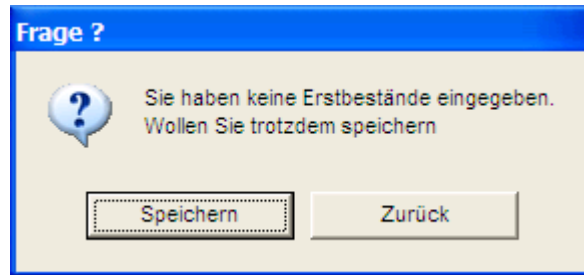 Frage ?
Sie haben keine Erstbestände eingegeben.
Wollen Sie trotzdem speichern
Speichern
Zurück